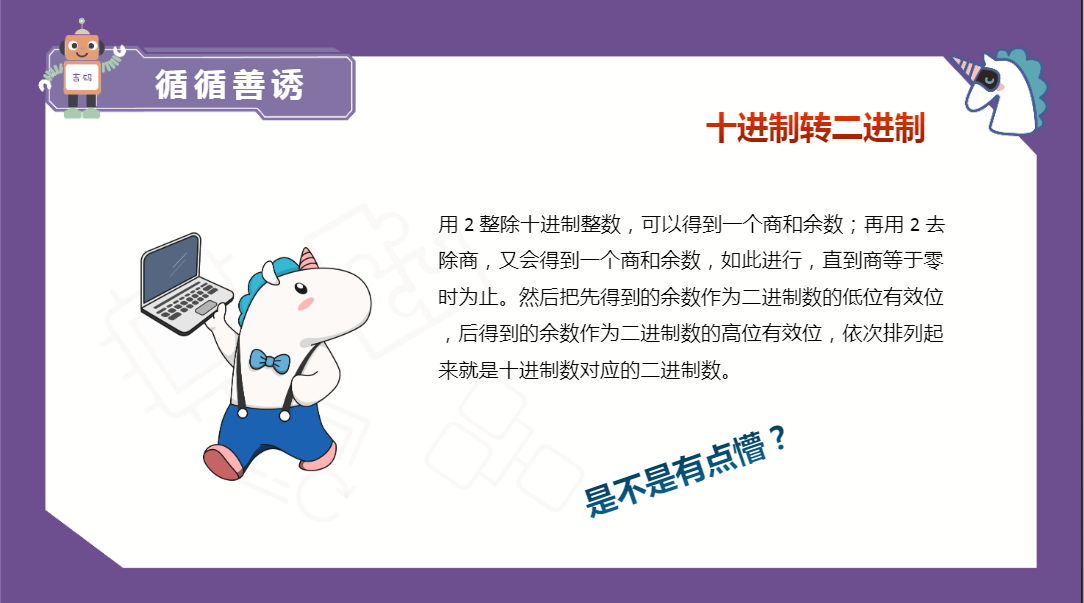 吉码
循循善诱
十进制转二进制
用 2 整除十进制整数，可以得到一个商和余数；再用 2 去
除商，又会得到一个商和余数，如此进行，直到商等于零
时为止。然后把先得到的余数作为二进制数的低位有效位
，后得到的余数作为二进制数的高位有效位，依次排列起
来就是十进制数对应的二进制数。
是不是有点懵？